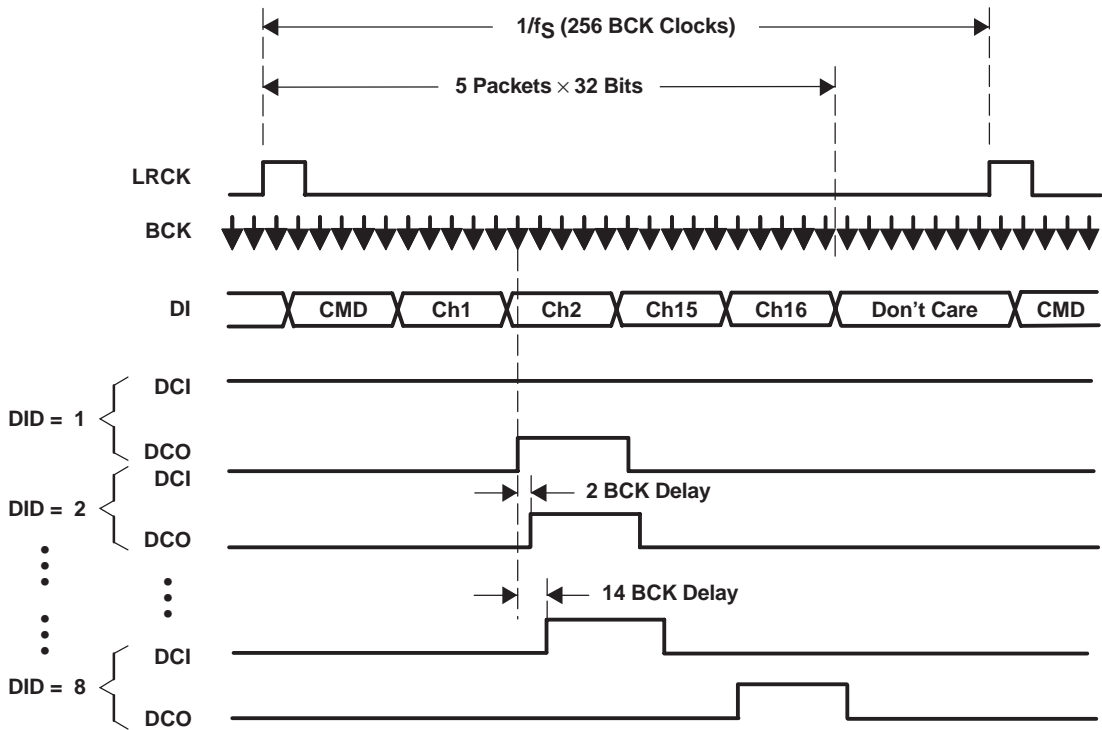 1/fS (256 BCK Clocks)
5 Packets × 32 Bits
LRCK
BCK
DI CMD Ch1 Ch2 Ch15 Ch16 Don't Care CMD
DID = 1
DCI
DCO
DID = 2
DCI
2 BCK Delay
DCO
14 BCK Delay
DID = 8
DCI
DCO